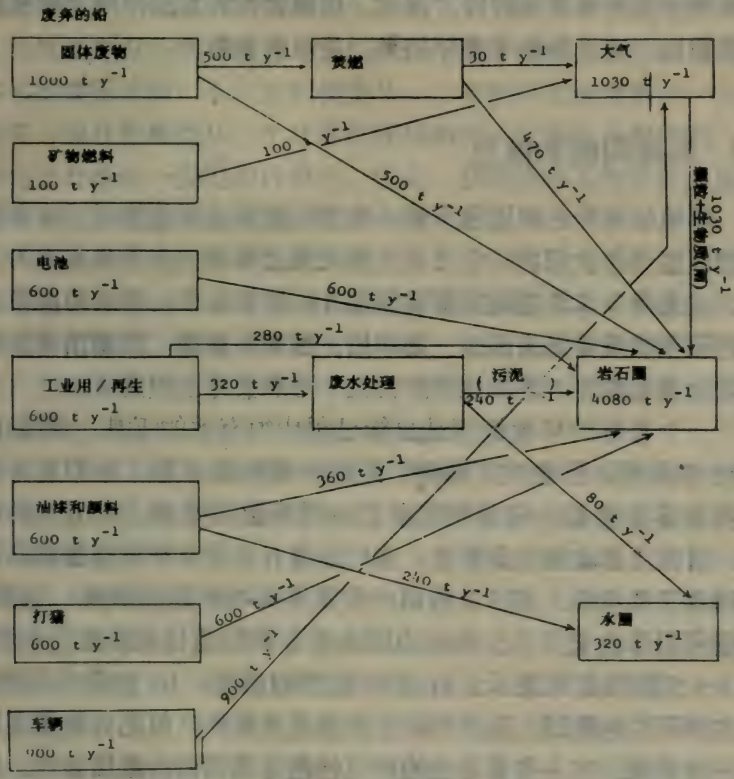 废弃的铅
固体废物
1000 t y⁻¹
500 t y⁻¹
焚燃
30 t y⁻¹
大气
1030 t y⁻¹
矿物燃料
100 t y⁻¹
100 y⁻¹
500 t y⁻¹
470 t y⁻¹
1030 t y⁻¹
电池
600 t y⁻¹
600 t y⁻¹
280 t y⁻¹
工业用/再生
600 t y⁻¹
320 t y⁻¹
废水处理
(污泥)
240 t ⁻¹
岩石圈
4080 t y⁻¹
油漆和颜料
600 t y⁻¹
360 t y⁻¹
240 t y⁻¹
80 t y⁻¹
打猎
600 t y⁻¹
600 t y⁻¹
900 t y⁻¹
水圈
320 t y⁻¹
车辆
900 t y⁻¹